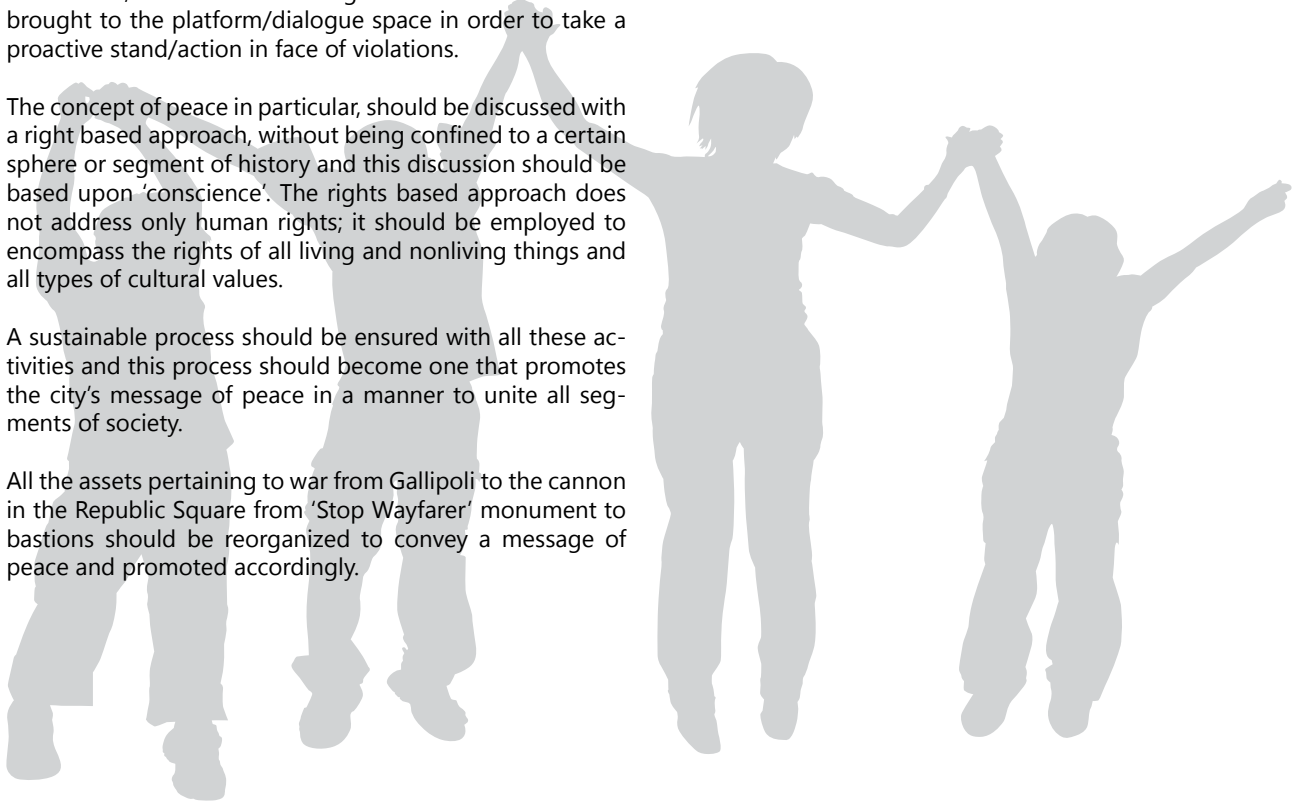 brought to the platform/dialogue space in order to take a
proactive stand/action in face of violations.
The concept of peace in particular, should be discussed with
a right based approach, without being confined to a certain
sphere or segment of history and this discussion should be
based upon ‘conscience’. The rights based approach does
not address only human rights; it should be employed to
encompass the rights of all living and nonliving things and
all types of cultural values.
A sustainable process should be ensured with all these ac-
tivities and this process should become one that promotes
the city’s message of peace in a manner to unite all seg-
ments of society.
All the assets pertaining to war from Gallipoli to the cannon
in the Republic Square from ‘Stop Wayfarer’ monument to
bastions should be reorganized to convey a message of
peace and promoted accordingly.